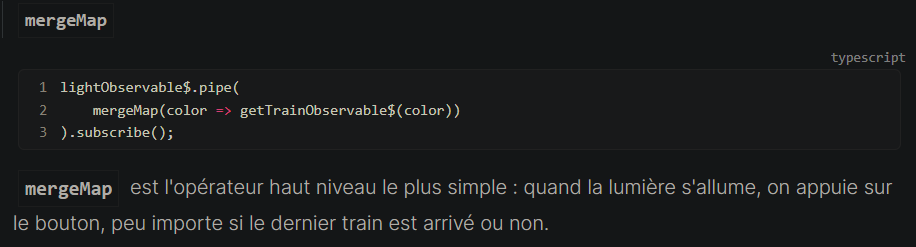 mergeMap
typescript
1 lightObservable$.pipe(
2     mergeMap(color => getTrainObservable$(color))
3 ).subscribe();
mergeMap est l'opérateur haut niveau le plus simple : quand la lumière s'allume, on appuie sur
le bouton, peu importe si le dernier train est arrivé ou non.